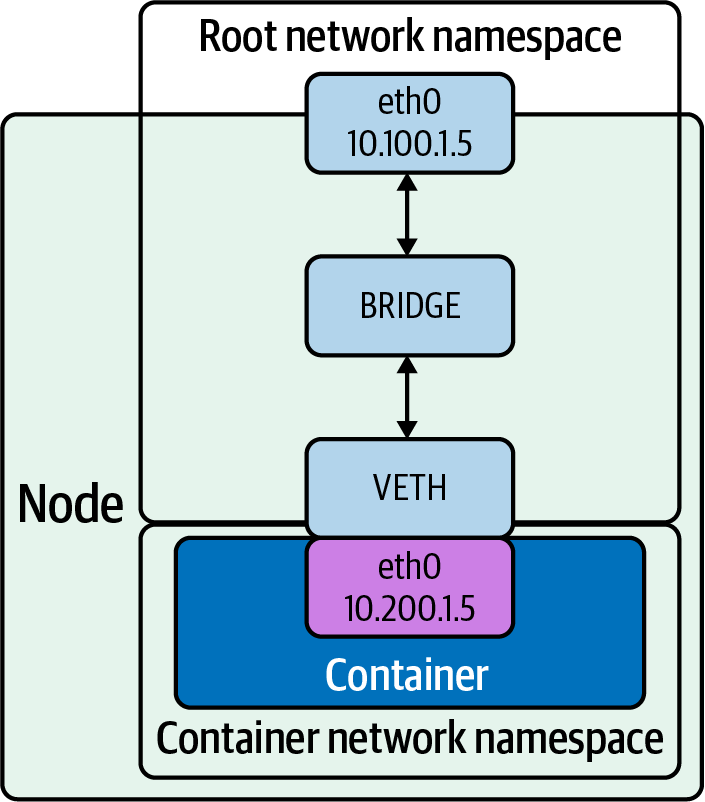 Root network namespace
eth0
10.100.1.5
BRIDGE
VETH
Node
eth0
10.200.1.5
Container
Container network namespace